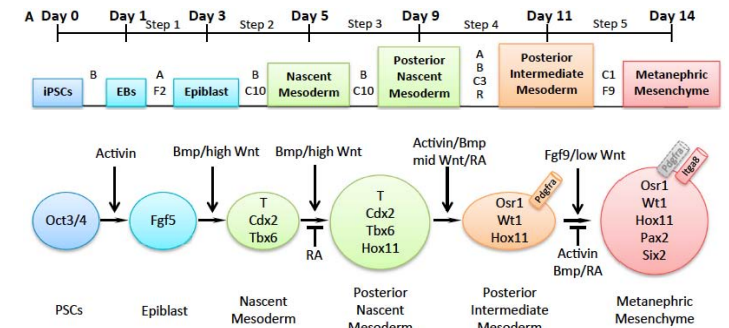 A Day 0 Day 1 Day 3 Day 5 Day 9 Day 11 Day 14
Step 1 Step 2 Step 3 Step 4 Step 5
iPSCs
B
EBs
A
F2
Epiblast
B
C10
Nascent
Mesoderm
B
C10
Posterior
Nascent
Mesoderm
A
B
C3
R
Posterior
Intermediate
Mesoderm
C1
F9
Metanephric
Mesenchyme
Activin
Bmp/high Wnt
Bmp/high Wnt
Activin/Bmp
mid Wnt/RA
Fgf9/low Wnt
Oct3/4
Fgf5
T
Cdx2
Tbx6
RA
T
Cdx2
Tbx6
Hox11
Pdgfra
Osr1
Wt1
Hox11
Activin
Bmp/RA
Pdgfra
Itga8
Osr1
Wt1
Hox11
Pax2
Six2
PSCs
Epiblast
Nascent
Mesoderm
Posterior
Nascent
Mesoderm
Posterior
Intermediate
Mesoderm
Metanephric
Mesenchyme